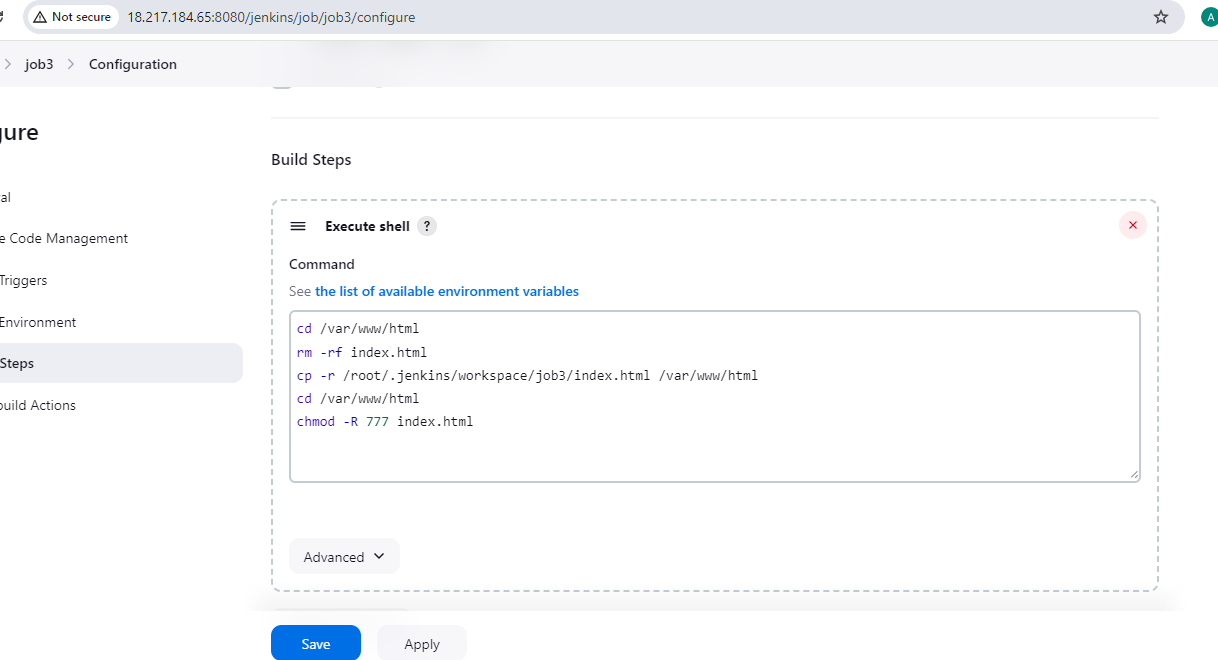 Not secure 18.217.184.65:8080/jenkins/job/job3/configure
A
job3 Configuration
ure
al
e Code Management
Triggers
Environment
Steps
build Actions
Build Steps
Execute shell ?
Command
See the list of available environment variables
cd /var/www/html
rm -rf index.html
cp -r /root/.jenkins/workspace/job3/index.html /var/www/html
cd /var/www/html
chmod -R 777 index.html
Advanced
Save Apply